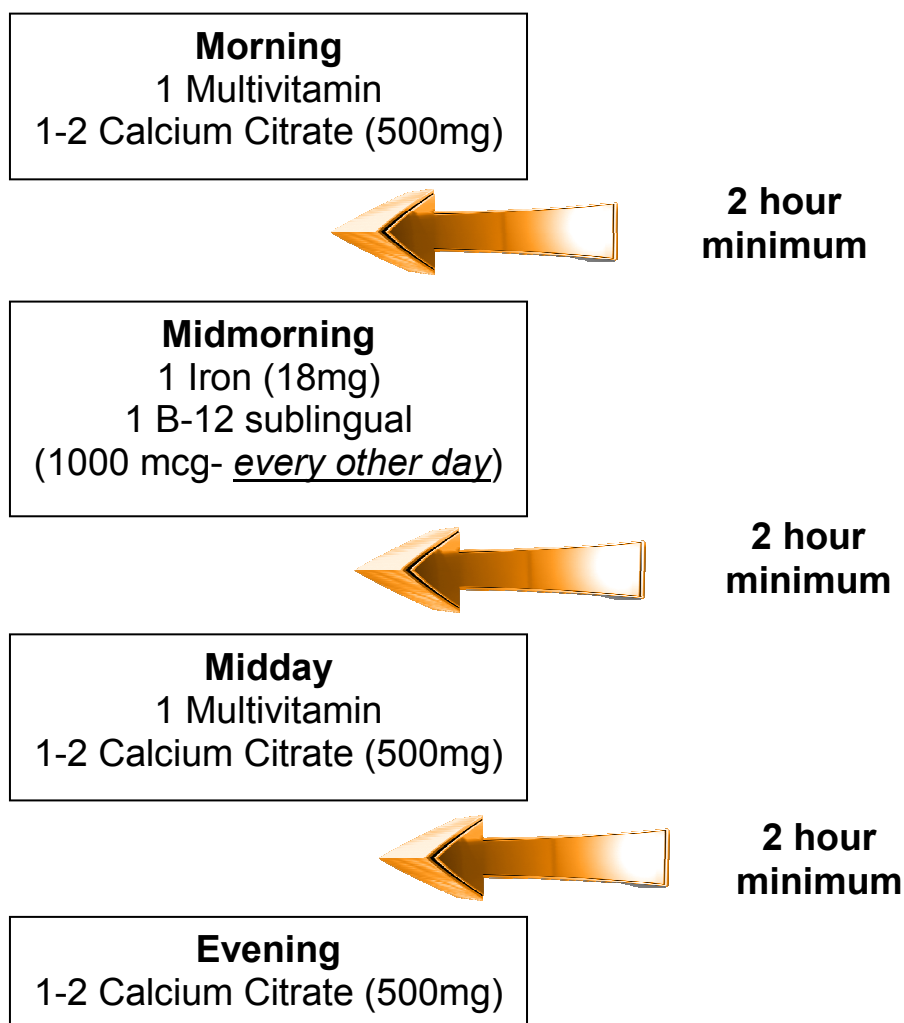 Morning
1 Multivitamin
1-2 Calcium Citrate (500mg)
2 hour
minimum
Midmorning
1 Iron (18mg)
1 B-12 sublingual
(1000 mcg- every other day)
2 hour
minimum
Midday
1 Multivitamin
1-2 Calcium Citrate (500mg)
2 hour
minimum
Evening
1-2 Calcium Citrate (500mg)